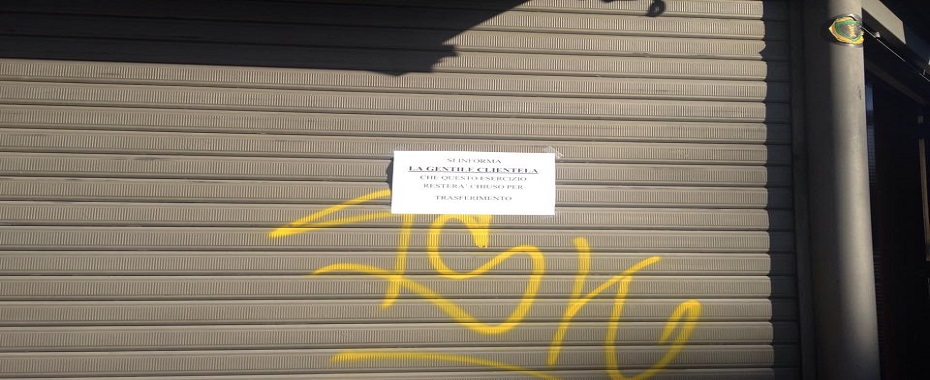 SI INFORMA
LA GENTILE CLIENTELA
CHE QUESTO ESERCIZIO
RESTERA' CHIUSO PER
TRASFERIMENTO